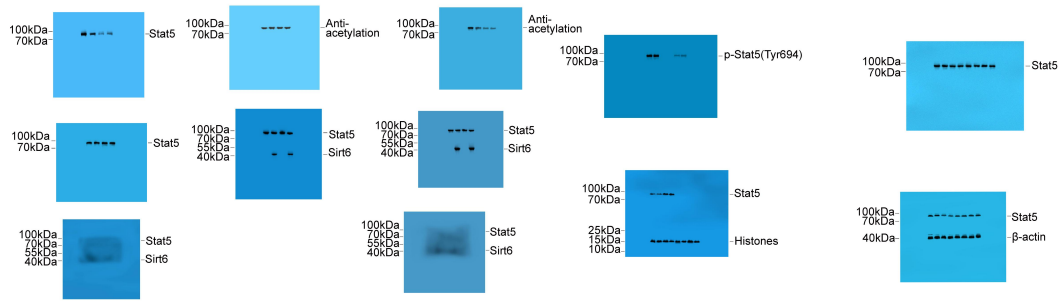 100kDa
70kDa
Stat5
100kDa
70kDa
Anti-
acetylation
100kDa
70kDa
Anti-
acetylation
100kDa
70kDa
p-Stat5(Tyr694)
100kDa
70kDa
Stat5
100kDa
70kDa
Stat5
100kDa
70kDa
55kDa
40kDa
Stat5
Sirt6
100kDa
70kDa
55kDa
40kDa
Stat5
Sirt6
100kDa
70kDa
25kDa
15kDa
10kDa
Stat5
Histones
100kDa
70kDa
40kDa
Stat5
β-actin
100kDa
70kDa
55kDa
40kDa
Stat5
Sirt6
100kDa
70kDa
55kDa
40kDa
Stat5
Sirt6